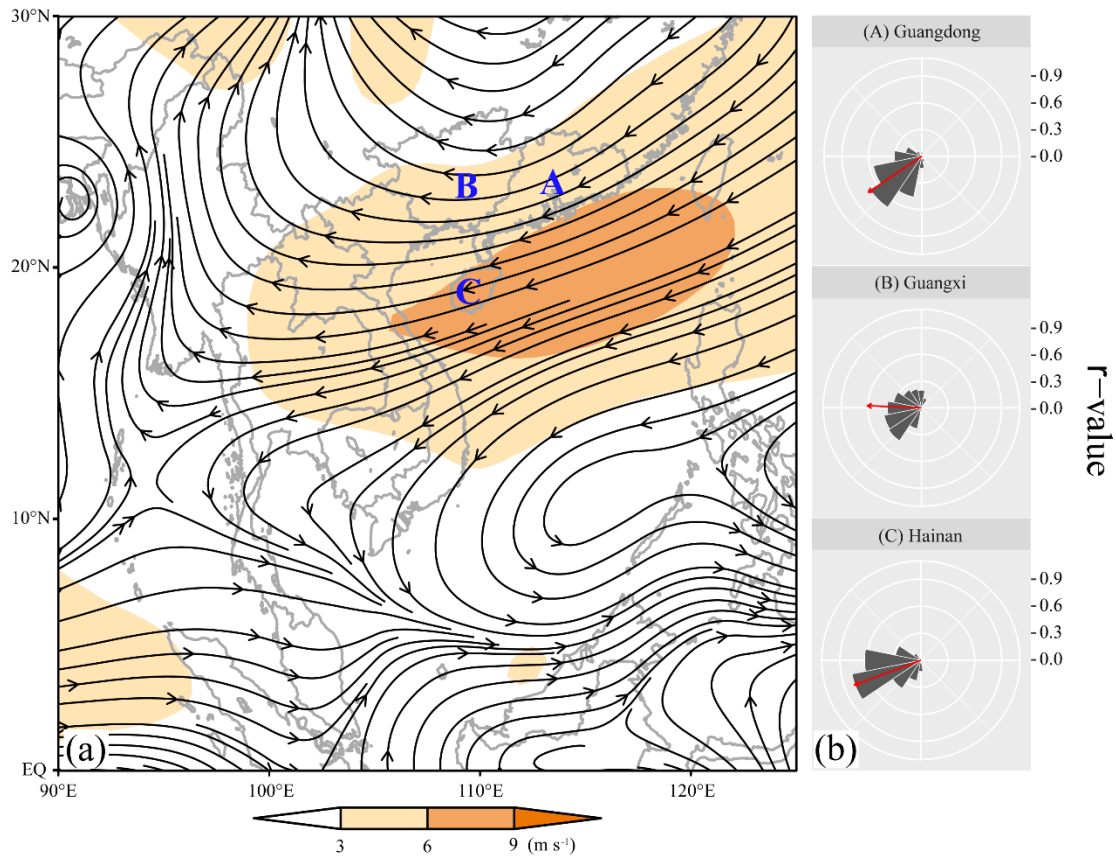 30°N
20°N
10°N
EQ
90°E 100°E 110°E 120°E
B A
C
(a)
3 6 9 (m s⁻¹)
(A) Guangdong
0.9
0.6
0.3
0.0
(B) Guangxi
0.9
0.6
0.3
0.0
(C) Hainan
0.9
0.6
0.3
0.0
(b)
r–value